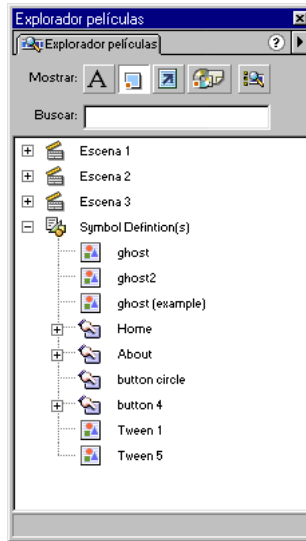 Explorador películas
Explorador películas ?
Mostrar: A
Buscar:
Escena 1
Escena 2
Escena 3
Symbol Defintion(s)
ghost
ghost2
ghost (example)
Home
About
button circle
button 4
Tween 1
Tween 5